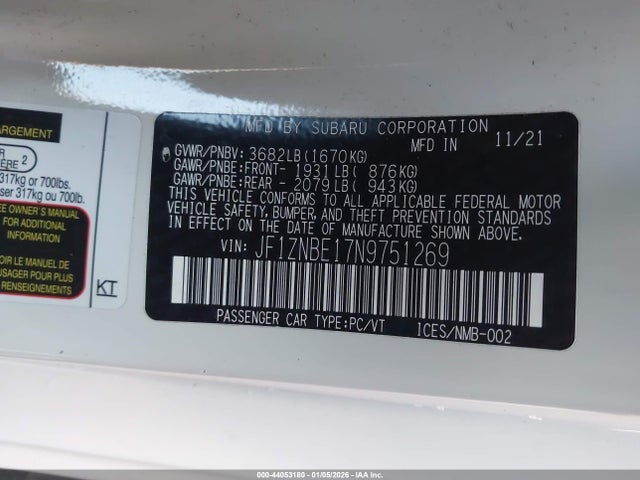 ARGEMENT
R
ÈRE 2
317kg or 700lbs.
ser 317kg ou 700lb.
EE OWNER'S MANUAL
FOR ADDITIONAL
INFORMATION
OIR LE MANUEL DE
USAGER POUR PLUS
E RENSEIGNEMENTS
KT
MFD BY SUBARU CORPORATION
MFD IN 11/21
GVWR/PNBV: 3682LB(1670KG)
GAWR/PNBE:FRONT- 1931LB( 876KG)
GAWR/PNBE:REAR - 2079LB( 943KG)
THIS VEHICLE CONFORMS TO ALL APPLICABLE FEDERAL MOTOR
VEHICLE SAFETY, BUMPER, AND THEFT PREVENTION STANDARDS
IN EFFECT ON THE DATE OF MANUFACTURE SHOWN ABOVE.
VIN: JF1ZNBE17N9751269
PASSENGER CAR TYPE:PC/VT ICES/NMB-002
000-44053180 - 01/05/2026 - IAA Inc.